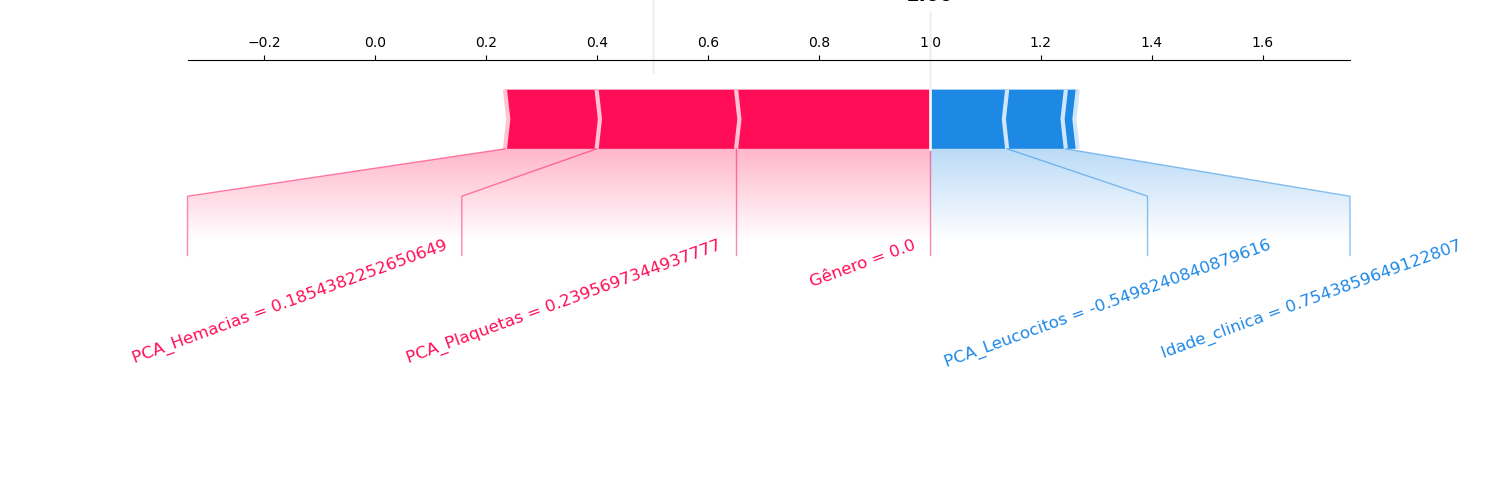 −0.2 0.0 0.2 0.4 0.6 0.8 1.0 1.2 1.4 1.6
PCA_Hemacias = 0.1854382252650649
PCA_Plaquetas = 0.2395697344937777
Gênero = 0.0
PCA_Leucocitos = -0.5498240840879616
Idade_clinica = 0.7543859649122807